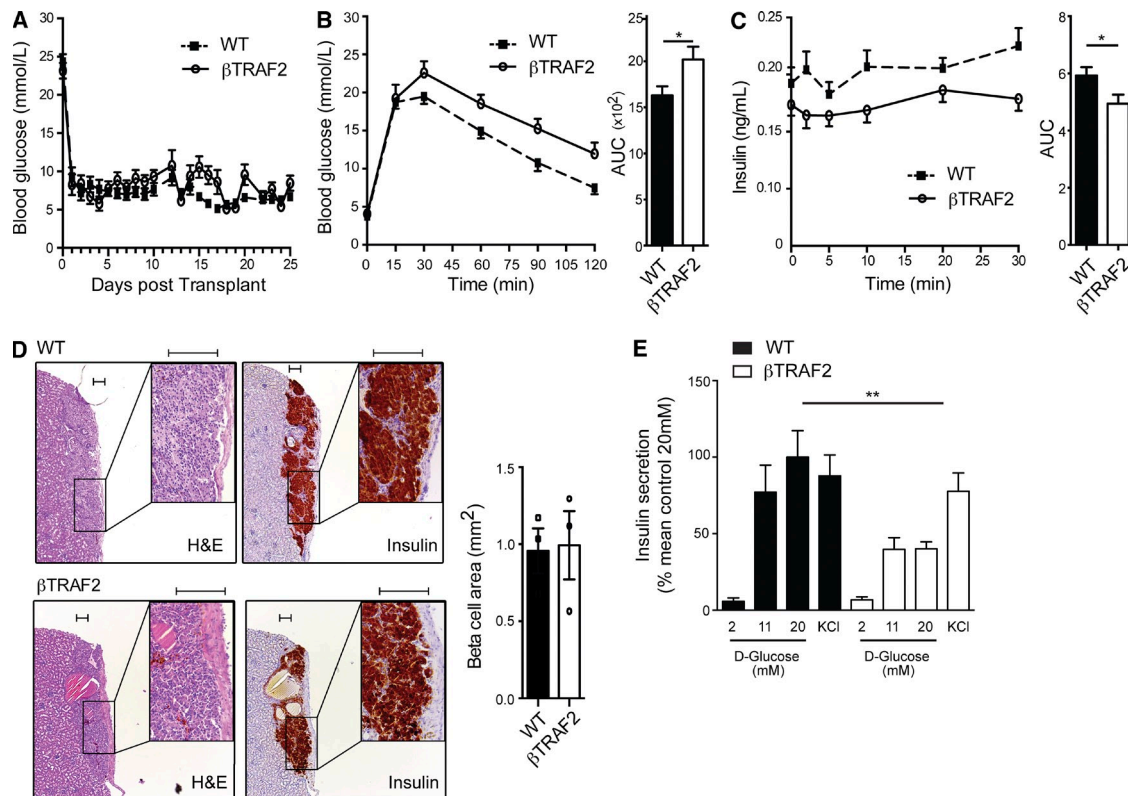 A
Blood glucose (mmol/L)
30
25
20
15
10
5
0
0
5
10
15
20
25
Days post Transplant
WT
βTRAF2
B
Blood glucose (mmol/L)
30
25
20
15
10
5
0
0
15
30
45
60
75
90
105
120
Time (min)
WT
βTRAF2
AUC (x10²)
30
25
20
15
10
5
0
*
WT
βTRAF2
C
Insulin (ng/mL)
0.25
0.20
0.15
0.10
0
5
10
15
20
25
30
Time (min)
WT
βTRAF2
AUC
8
6
4
2
0
*
WT
βTRAF2
D
WT
H&E
Insulin
βTRAF2
H&E
Insulin
Beta cell area (mm²)
1.5
1.0
0.5
0.0
WT
βTRAF2
E
WT
βTRAF2
Insulin secretion
(% mean control 20mM)
150
100
50
0
**
2 11 20 KCl 2 11 20 KCl
D-Glucose D-Glucose
(mM) (mM)